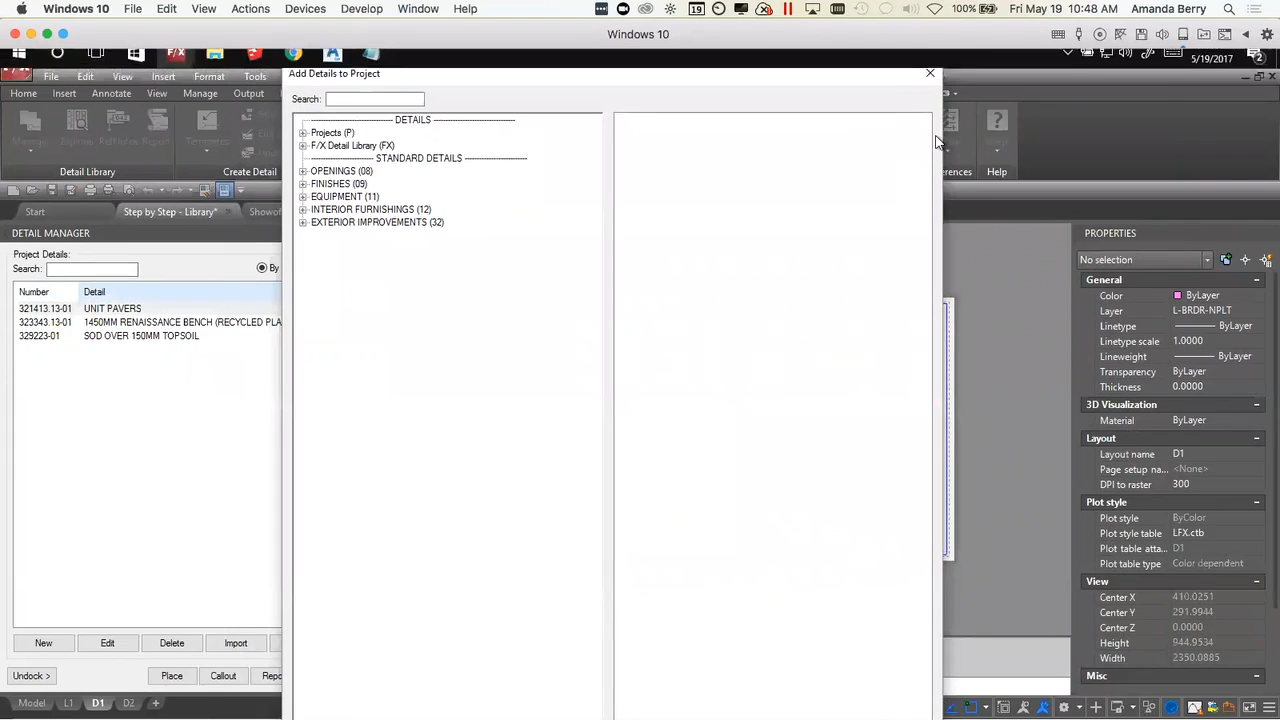 Windows 10 File Edit View Actions Devices Develop Window Help 19 100% Fri May 19 10:48 AM Amanda Berry
Windows 10
F/X 5/19/2017 2
File Edit View Insert Format Tools
Home Insert Annotate View Manage Output
Manage Template Help
Detail Library Create Detail Help
Start Step by Step - Library*
DETAIL MANAGER
Project Details:
Search: By
Number Detail
321413.13-01 UNIT PAVERS
323343.13-01 1450MM RENAISSANCE BENCH (RECYCLED PLA
329223-01 SOD OVER 150MM TOPSOIL
New Edit Delete Import
Undock > Place Callout Repo
Model L1 D1 D2 +
Add Details to Project
Search:
DETAILS
Projects (P)
F/X Detail Library (FX)
STANDARD DETAILS
OPENINGS (08)
FINISHES (09)
EQUIPMENT (11)
INTERIOR FURNISHINGS (12)
EXTERIOR IMPROVEMENTS (32)
PROPERTIES
No selection
General
Color ByLayer
Layer L-BRDR-NPLT
Linetype ByLayer
Linetype scale 1.0000
Lineweight ByLayer
Transparency ByLayer
Thickness 0.0000
3D Visualization
Material ByLayer
Layout
Layout name D1
Page setup na... <None>
DPI to raster 300
Plot style
Plot style ByColor
Plot style table LFX.ctb
Plot table atta... D1
Plot table type Color dependent
View
Center X 410.0251
Center Y 291.9944
Center Z 0.0000
Height 944.9534
Width 2350.0885
Misc